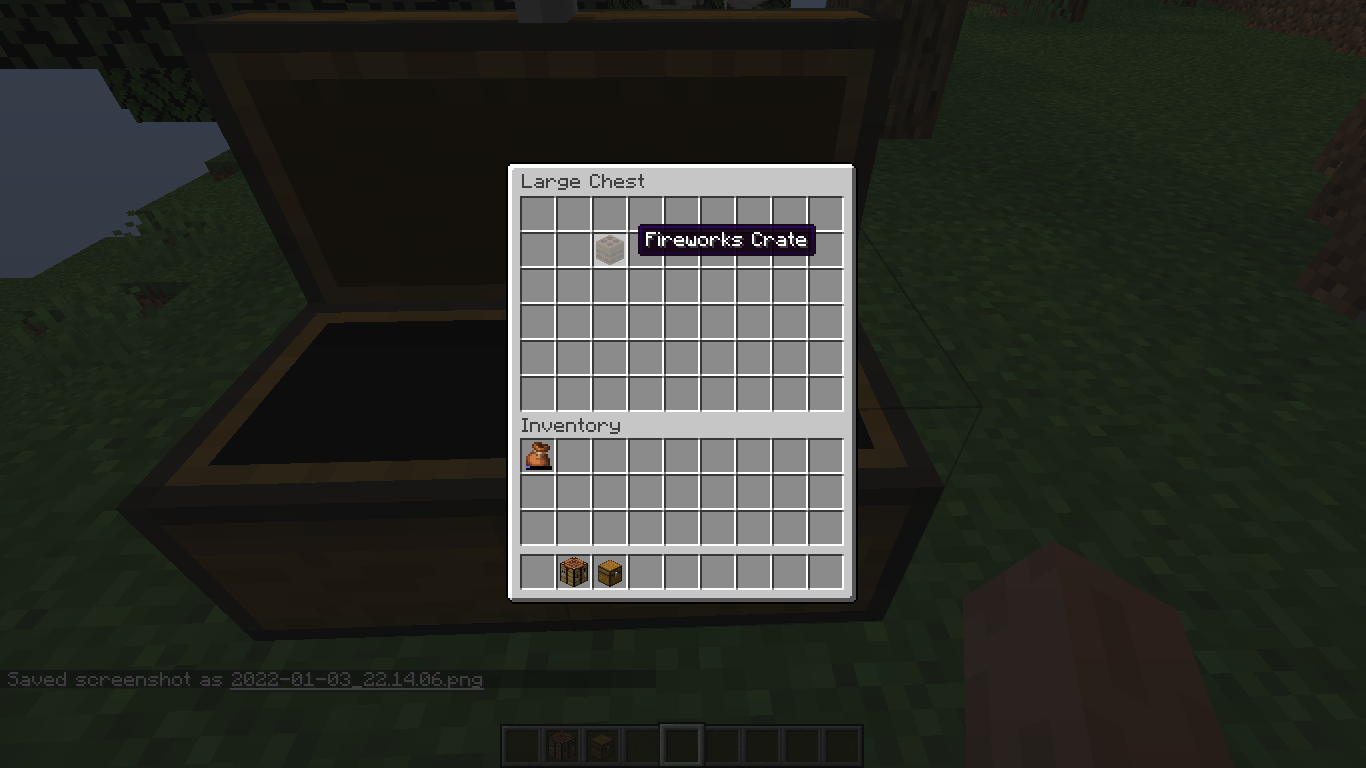 Large Chest
Fireworks Crate
Inventory
Saved screenshot as 2022-01-03_22.14.06.png